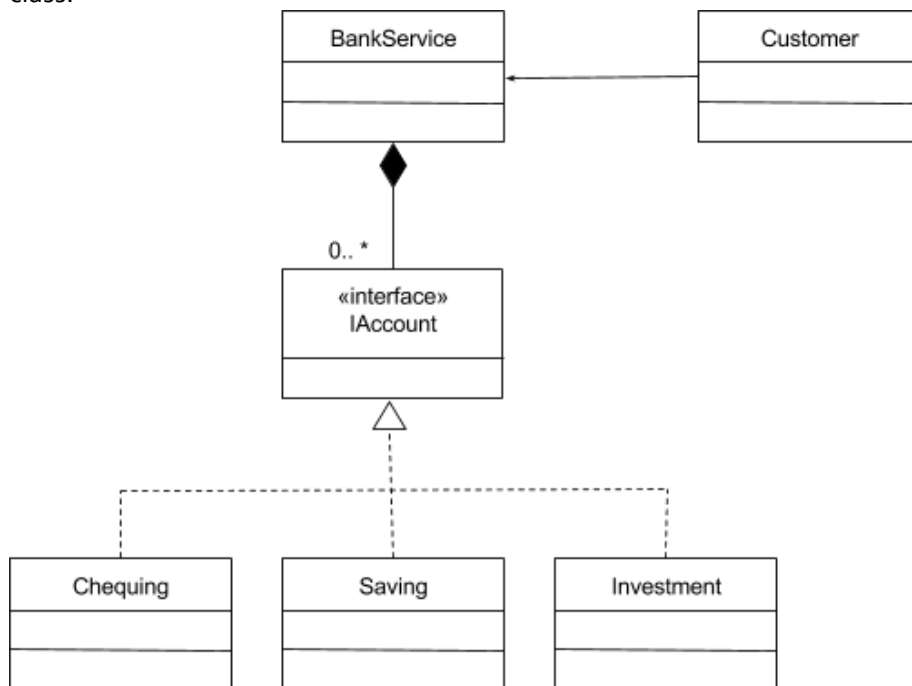 class.
BankService
Customer
0.. *
«interface»
IAccount
Chequing
Saving
Investment